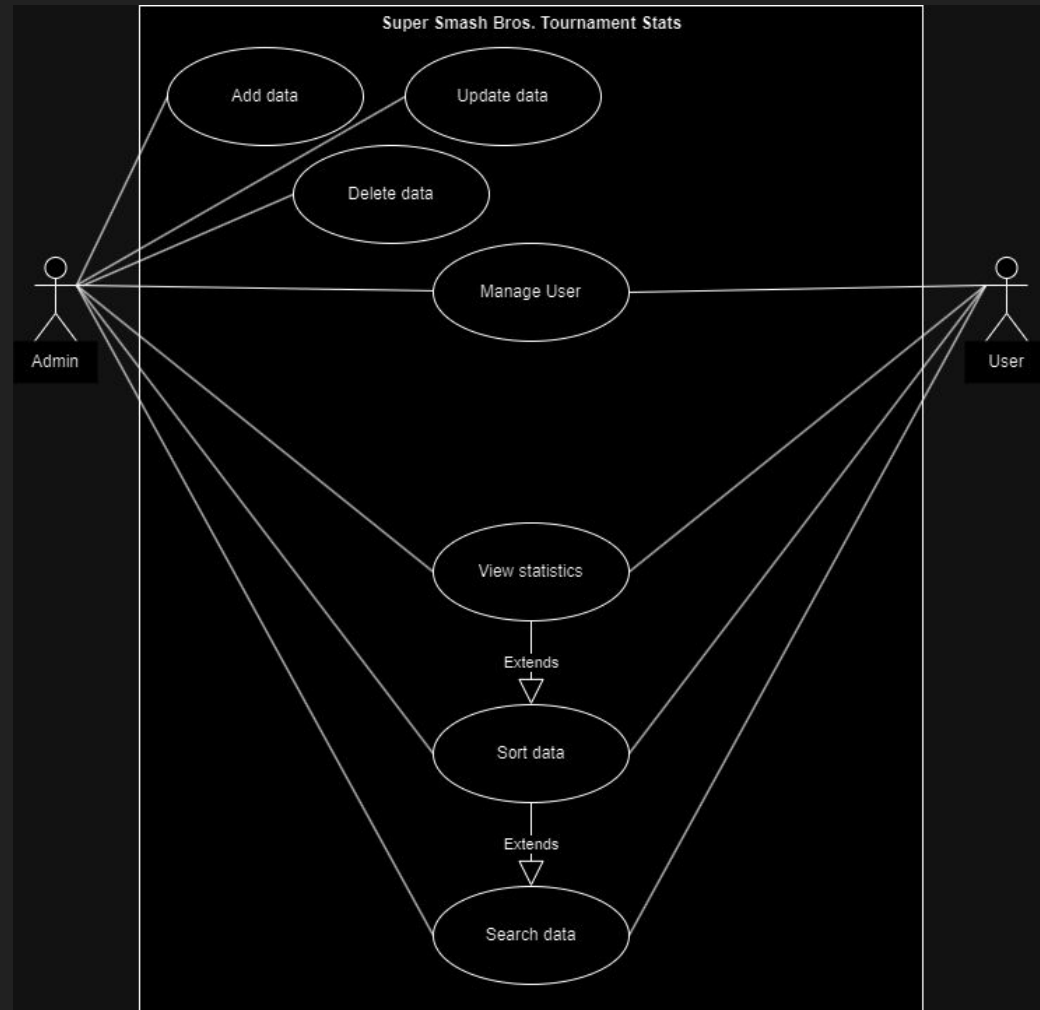 Super Smash Bros. Tournament Stats
Add data
Update data
Delete data
Manage User
Admin
User
View statistics
Extends
Sort data
Extends
Search data